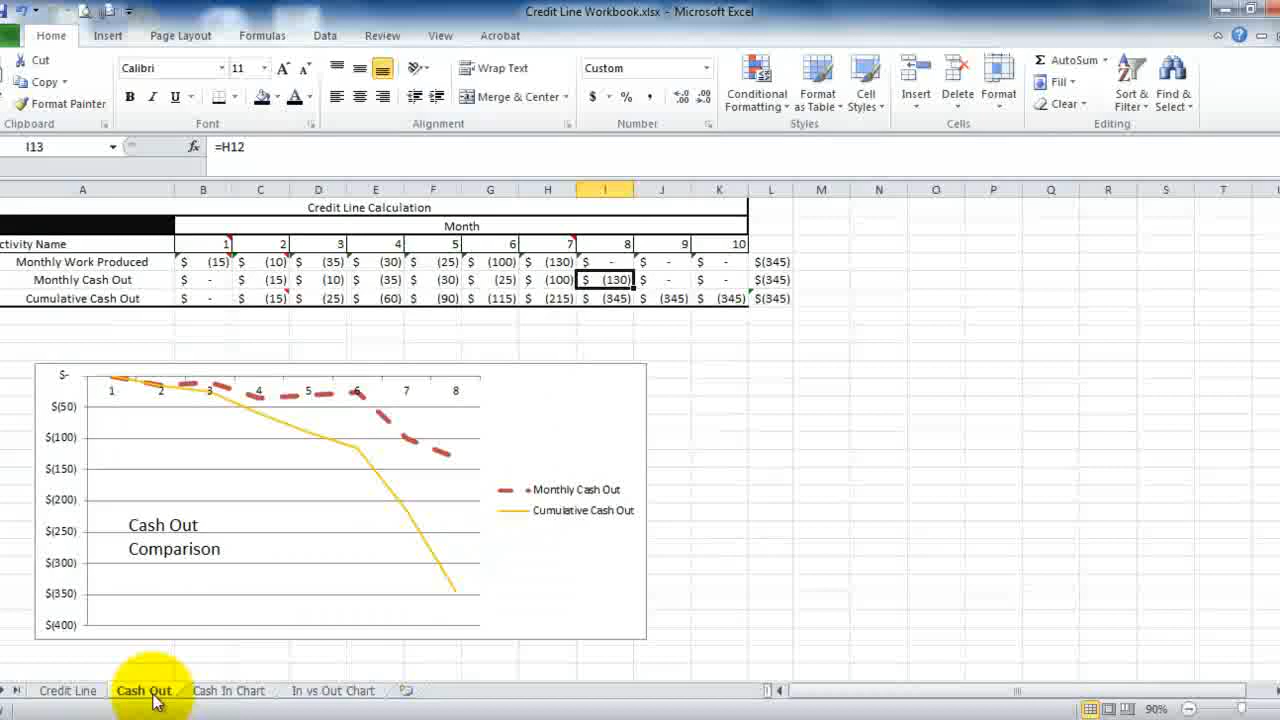 Credit Line Workbook.xlsx - Microsoft Excel
Home Insert Page Layout Formulas Data Review View Acrobat
Cut
Copy
Format Painter
Clipboard
Calibri 11
B I U A
Font
Wrap Text
Merge & Center
Alignment
Custom
$ % ,
Number
Conditional Formatting
Format as Table
Cell Styles
Styles
Insert Delete Format
Cells
AutoSum
Fill
Clear
Sort & Filter
Find & Select
Editing
I13 fx =H12
A B C D E F G H I J K L M N O P Q R S T
Credit Line Calculation
Month
ctivity Name 1 2 3 4 5 6 7 8 9 10
Monthly Work Produced $ (15) $ (10) $ (35) $ (30) $ (25) $ (100) $ (130) $ - $ - $ - $(345)
Monthly Cash Out $ - $ (15) $ (10) $ (35) $ (30) $ (25) $ (100) $ (130) $ - $ - $(345)
Cumulative Cash Out $ - $ (15) $ (25) $ (60) $ (90) $ (115) $ (215) $ (345) $ (345) $ (345) $(345)
$-
1 2 3 4 5 6 7 8
$(50)
$(100)
$(150)
$(200)
$(250)
$(300)
$(350)
$(400)
Cash Out
Comparison
Monthly Cash Out
Cumulative Cash Out
Credit Line Cash Out Cash In Chart In vs Out Chart
90%